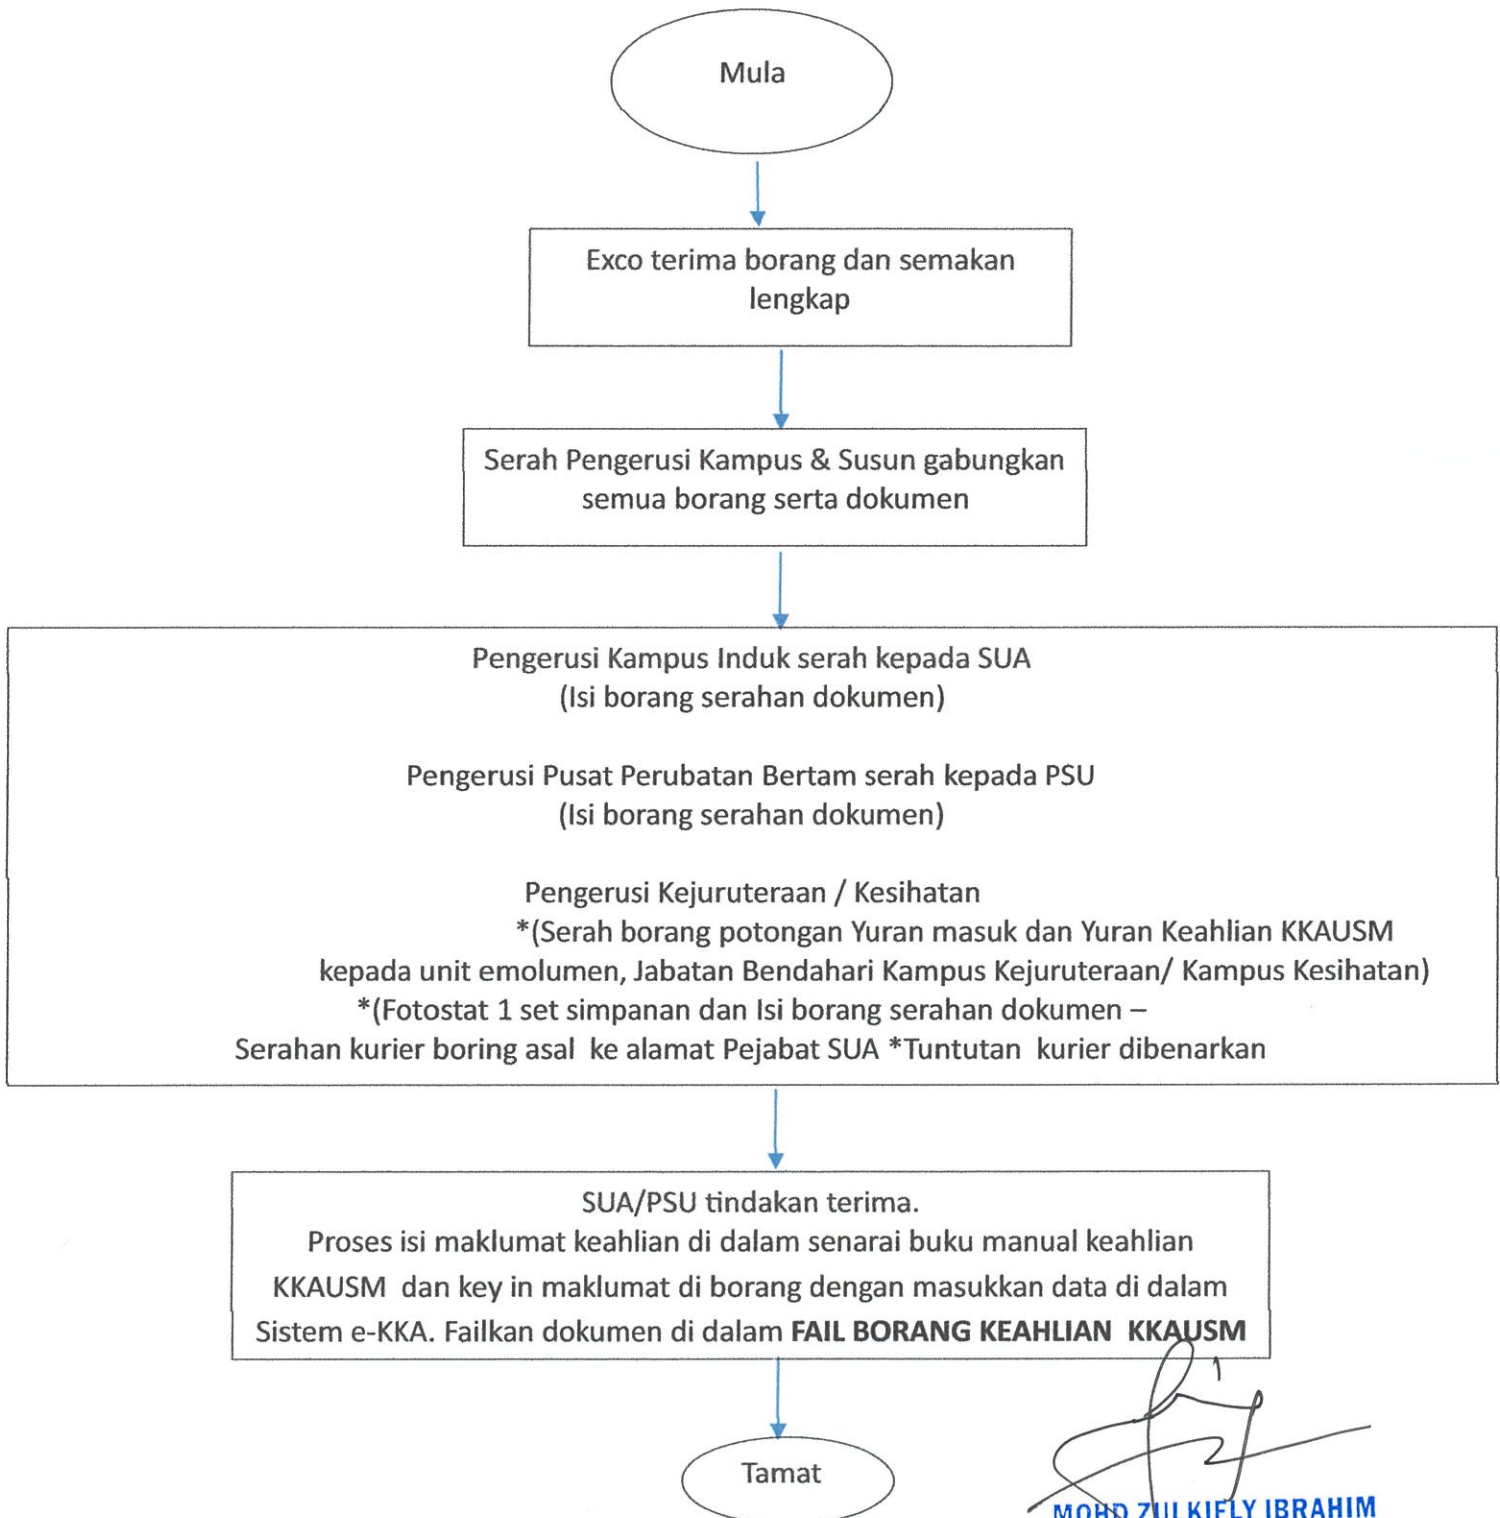 Mula
Exco terima borang dan semakan
lengkap
Serah Pengerusi Kampus & Susun gabungkan
semua borang serta dokumen
Pengerusi Kampus Induk serah kepada SUA
(Isi borang serahan dokumen)
Pengerusi Pusat Perubatan Bertam serah kepada PSU
(Isi borang serahan dokumen)
Pengerusi Kejuruteraan / Kesihatan
*(Serah borang potongan Yuran masuk dan Yuran Keahlian KKAUSM
kepada unit emolumen, Jabatan Bendahari Kampus Kejuruteraan/ Kampus Kesihatan)
*(Fotostat 1 set simpanan dan Isi borang serahan dokumen –
Serahan kurier boring asal  ke alamat Pejabat SUA *Tuntutan  kurier dibenarkan
SUA/PSU tindakan terima.
Proses isi maklumat keahlian di dalam senarai buku manual keahlian
KKAUSM  dan key in maklumat di borang dengan masukkan data di dalam
Sistem e-KKA. Failkan dokumen di dalam FAIL BORANG KEAHLIAN  KKAUSM
Tamat
MOHD ZULKIFLY IBRAHIM